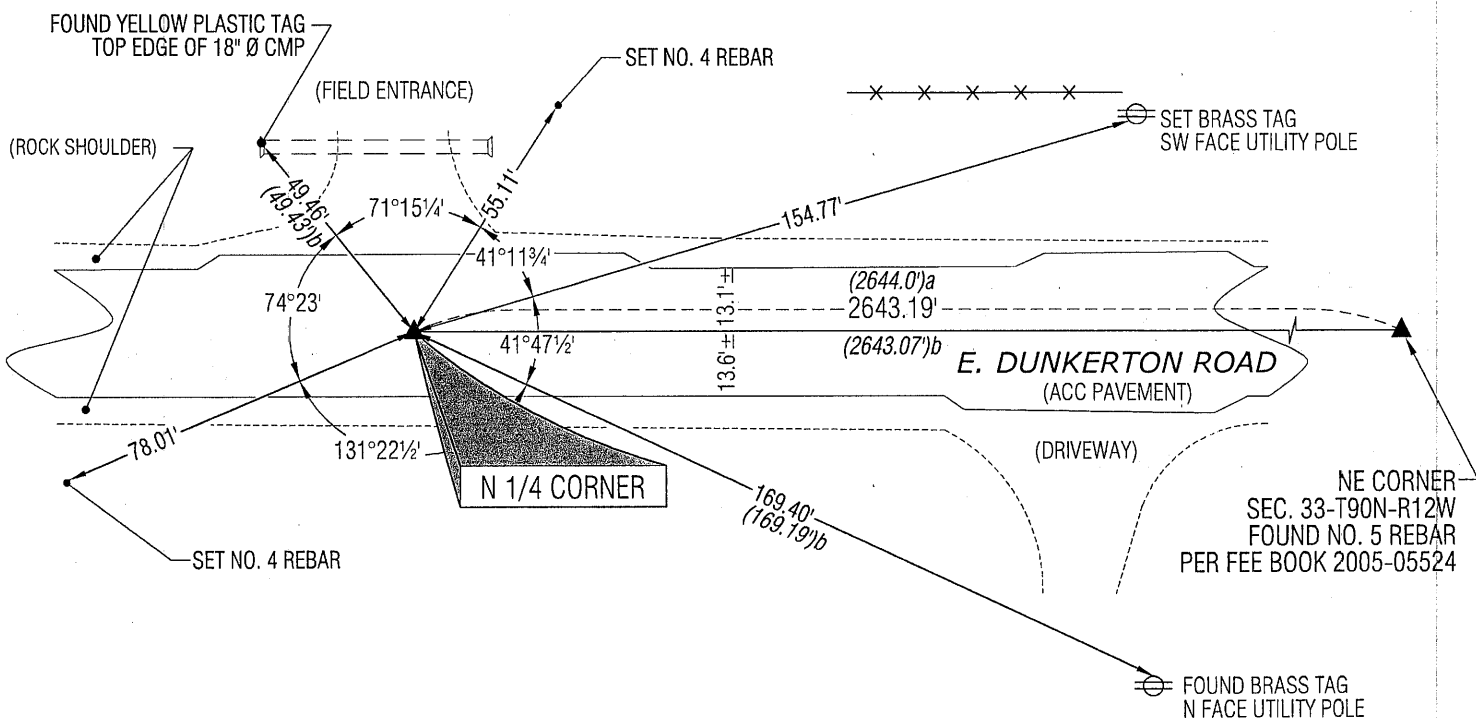 FOUND YELLOW PLASTIC TAG
TOP EDGE OF 18" Ø CMP
(FIELD ENTRANCE)
SET NO. 4 REBAR
(ROCK SHOULDER)
SET BRASS TAG
SW FACE UTILITY POLE
49.46'
(49.43')b
71°15¼'
55.11'
154.77'
41°11¾'
74°23'
13.1'±
(2644.0')a
2643.19'
(2643.07')b
13.6'±
41°47½'
E. DUNKERTON ROAD
(ACC PAVEMENT)
78.01'
131°22½'
(DRIVEWAY)
N 1/4 CORNER
169.40'
(169.19')b
NE CORNER
SEC. 33-T90N-R12W
FOUND NO. 5 REBAR
PER FEE BOOK 2005-05524
SET NO. 4 REBAR
FOUND BRASS TAG
N FACE UTILITY POLE